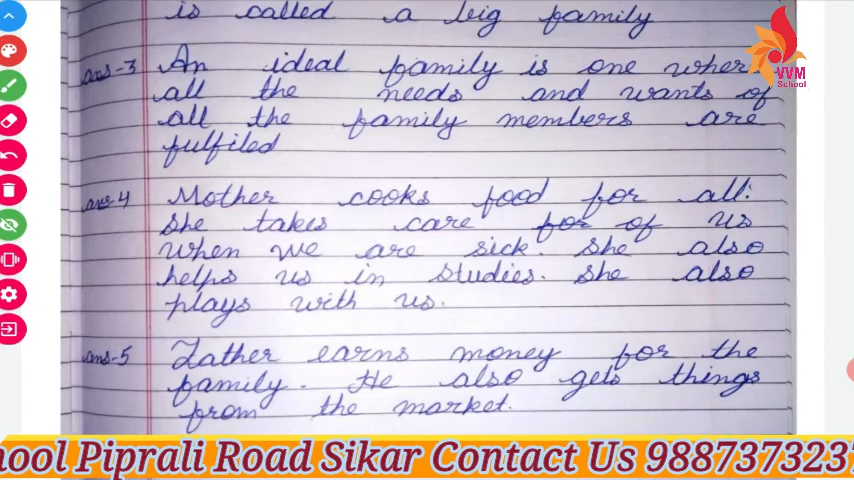 is called a big family
ans-3 An ideal family is one wher
all the needs and wants of
all the family members are
fulfiled
ans-4 Mother cooks food for all.
she takes care for of us
when we are sick. she also
helps us in studies. she also
plays with us.
ans-5 Father earns money for the
family. He also gets things
from the market.
VVM
School
hool Piprali Road Sikar Contact Us 9887373237